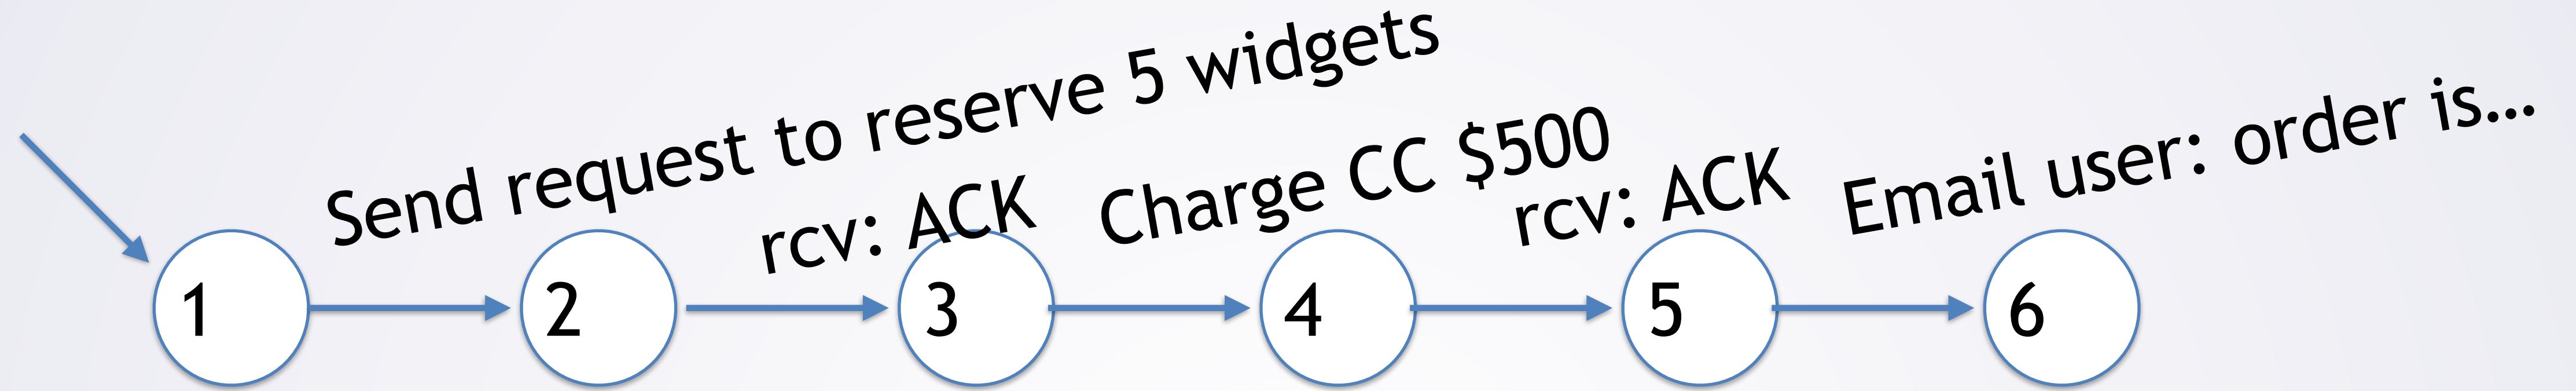 Send request to reserve 5 widgets
rcv: ACK
Charge CC $500
rcv: ACK
Email user: order is...
1
2
3
4
5
6